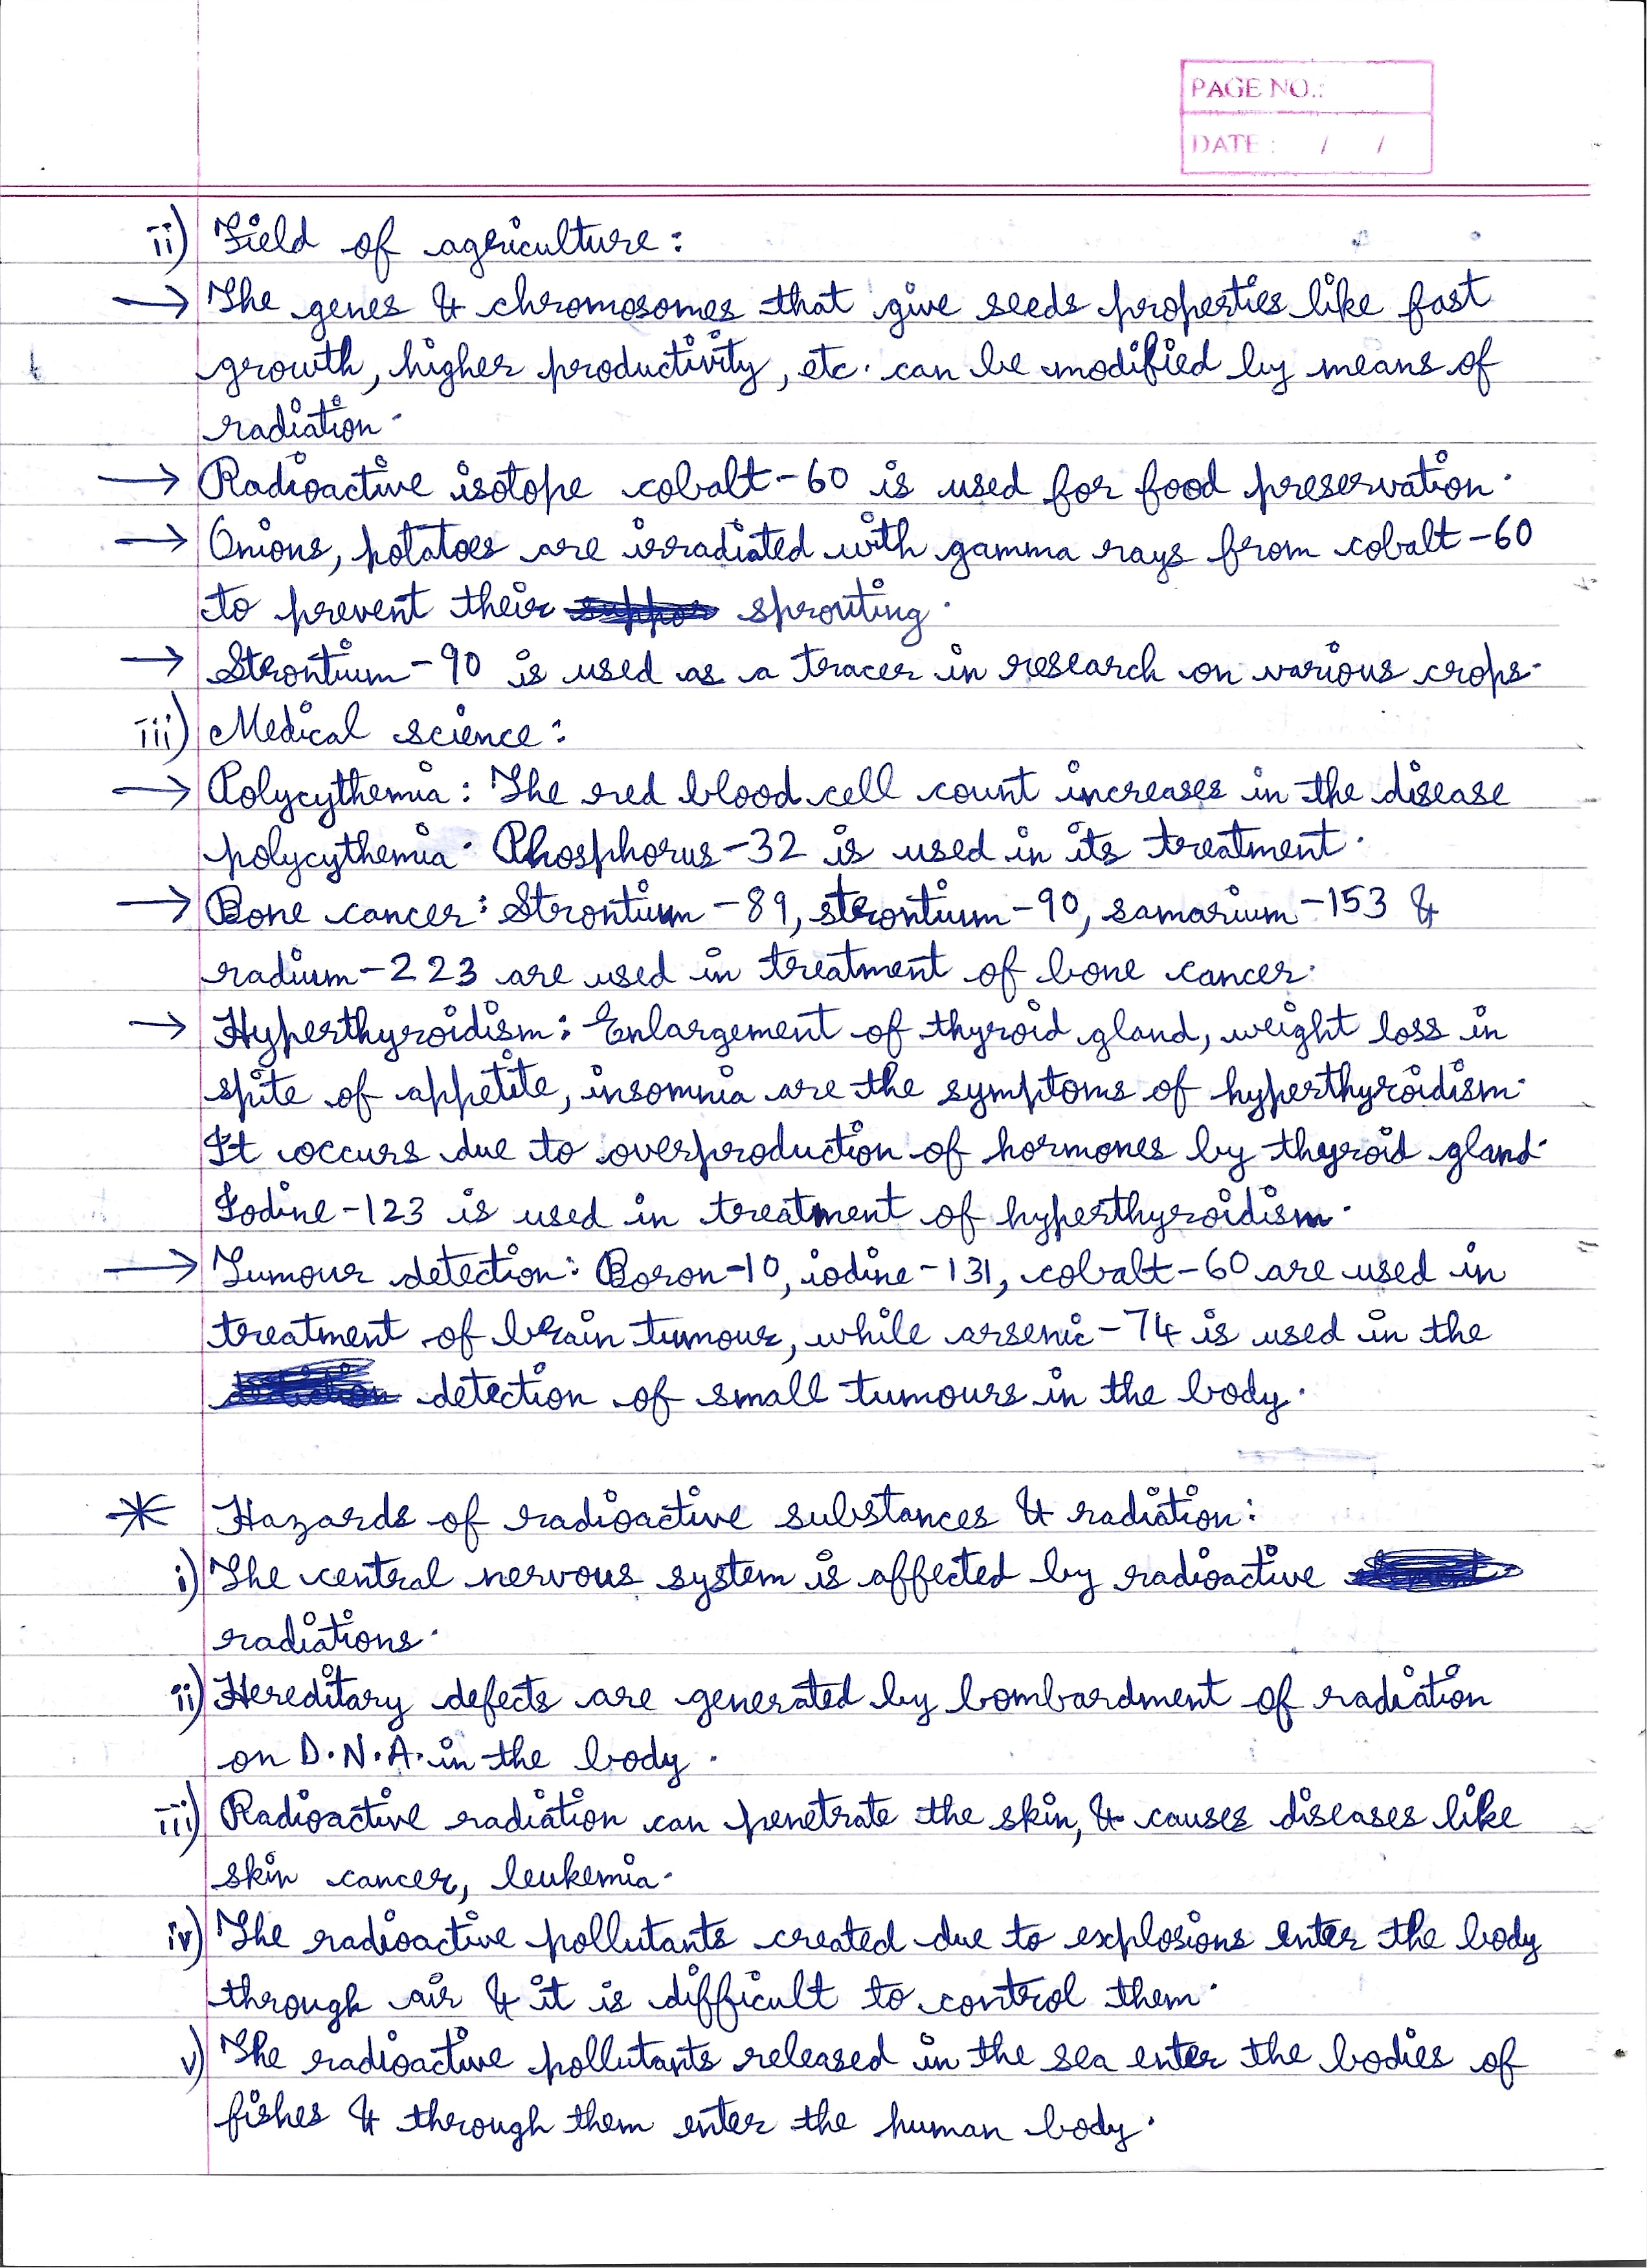 PAGE NO.:
DATE : / /
ii) Field of agriculture:
→ The genes & chromosomes that give seeds properties like fast
growth, higher productivity, etc. can be modified by means of
radiation.
→ Radioactive isotope cobalt-60 is used for food preservation.
→ Onions, potatoes are irradiated with gamma rays from cobalt-60
to prevent their sprouting.
→ Strontium-90 is used as a tracer in research on various crops.
iii) Medical science:
→ Polycythemia: The red blood cell count increases in the disease
polycythemia. Phosphorus-32 is used in its treatment.
→ Bone cancer: Strontium-89, strontium-90, samarium-153 &
radium-223 are used in treatment of bone cancer.
→ Hyperthyroidism: Enlargement of thyroid gland, weight loss in
spite of appetite, insomnia are the symptoms of hyperthyroidism.
It occurs due to overproduction of hormones by thyroid gland.
Iodine-123 is used in treatment of hyperthyroidism.
→ Tumour detection: Boron-10, iodine-131, cobalt-60 are used in
treatment of brain tumour, while arsenic-74 is used in the
detection of small tumours in the body.
* Hazards of radioactive substances & radiation:
i) The central nervous system is affected by radioactive
radiations.
ii) Hereditary defects are generated by bombardment of radiation
on D.N.A. in the body.
iii) Radioactive radiation can penetrate the skin, & causes diseases like
skin cancer, leukemia.
iv) The radioactive pollutants created due to explosions enter the body
through air & it is difficult to control them.
v) The radioactive pollutants released in the sea enter the bodies of
fishes & through them enter the human body.